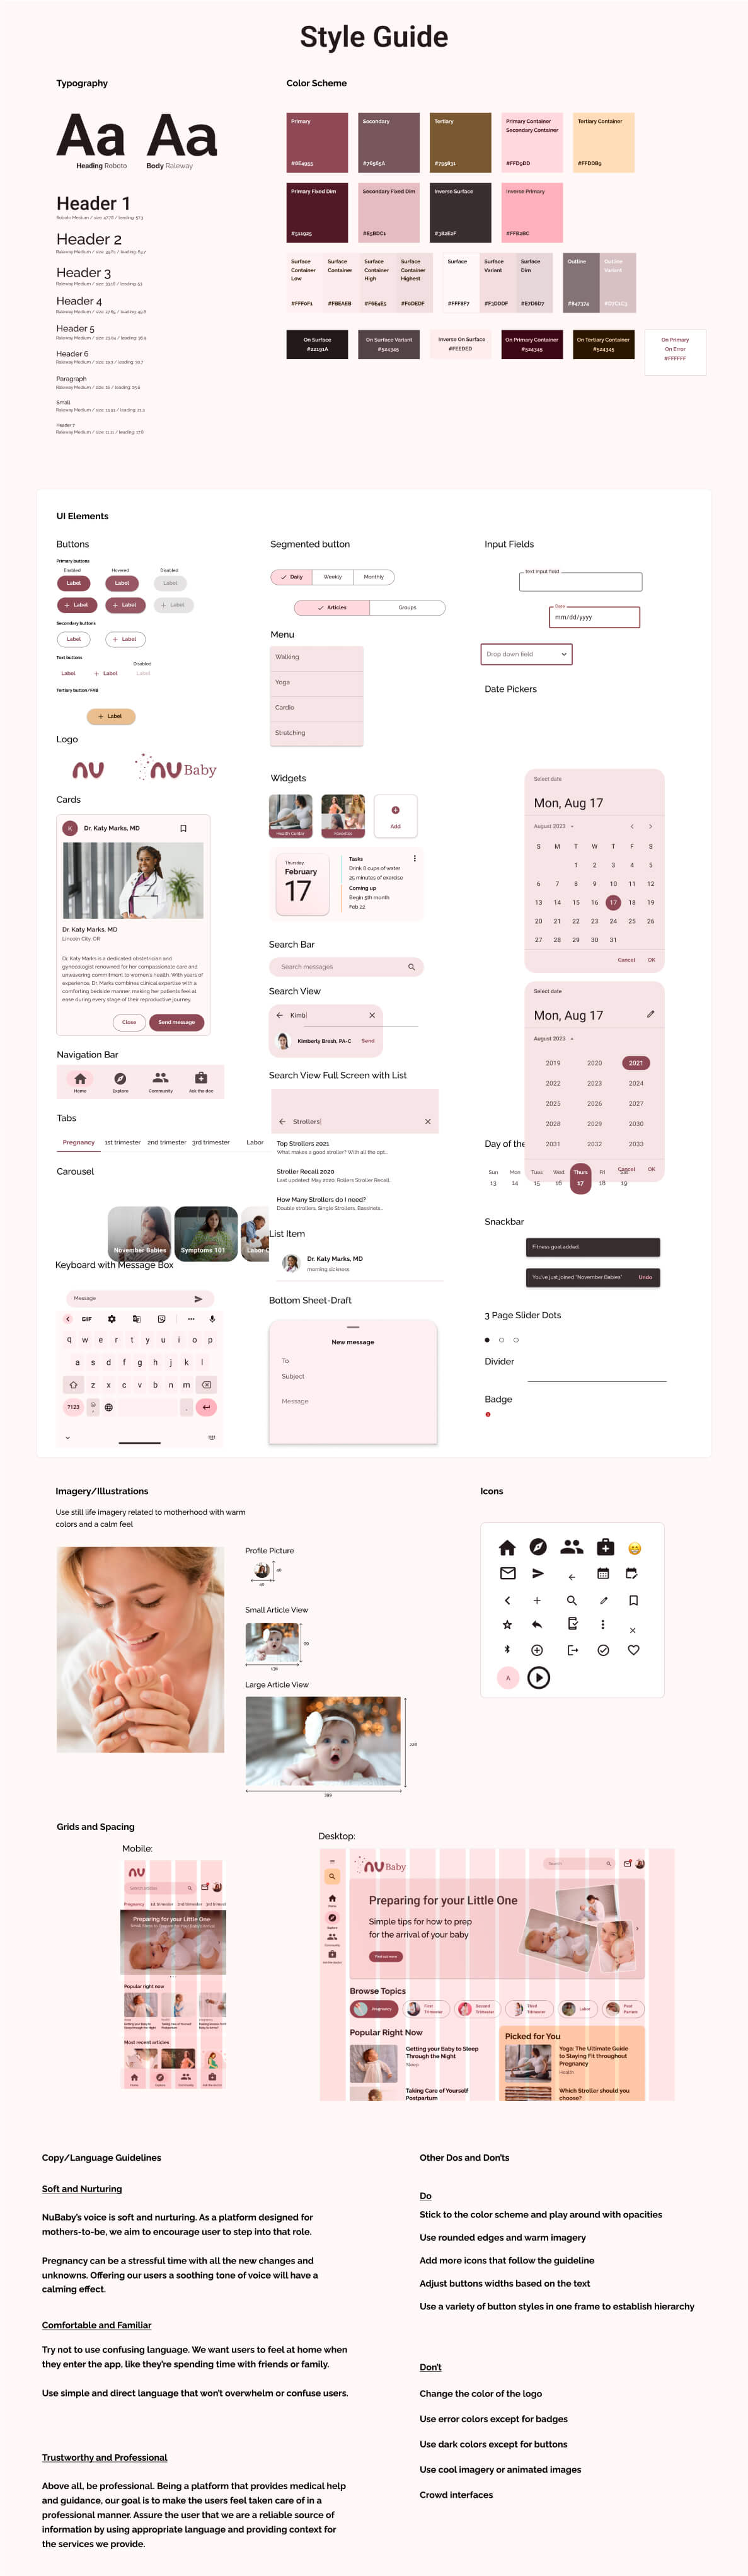 Style Guide
Typography
Aa Aa
Heading Roboto
Body Raleway
Header 1
Roboto Medium / size: 47.78 / leading: 57.3
Header 2
Raleway Medium / size: 39.81 / leading: 63.7
Header 3
Raleway Medium / size: 33.18 / leading: 53
Header 4
Raleway Medium / size: 27.65 / leading: 49.8
Header 5
Raleway Medium / size: 23.04 / leading: 36.9
Header 6
Raleway Medium / size: 19.3 / leading: 30.7
Paragraph
Raleway Medium / size: 16 / leading: 25.6
Small
Raleway Medium / size: 13.33 / leading: 21.3
Header 7
Raleway Medium / size: 11.11 / leading: 17.8
Color Scheme
Primary
#8E4955
Secondary
#76565A
Tertiary
#795831
Primary Container
Secondary Container
#FFD9DD
Tertiary Container
#FFDDB9
Primary Fixed Dim
#511925
Secondary Fixed Dim
#E5BDC1
Inverse Surface
#382E2F
Inverse Primary
#FFB2BC
Surface
Container
Low
#FFF0F1
Surface
Container
#FBEAEB
Surface
Container
High
#F6E4E5
Surface
Container
Highest
#F0DEDF
Surface
#FFF8F7
Surface
Variant
#F3DDDF
Surface
Dim
#E7D6D7
Outline
#847374
Outline
Variant
#D7C1C3
On Surface
#22191A
On Surface Variant
#524345
Inverse On Surface
#FEEDED
On Primary Container
#524345
On Tertiary Container
#524345
On Primary
On Error
#FFFFFF
UI Elements
Buttons
Primary buttons
Enabled
Hovered
Disabled
Label
Label
Label
+ Label
+ Label
+ Label
Secondary buttons
Label
+ Label
Text buttons
Disabled
Label
+ Label
Label
Tertiary button/FAB
+ Label
Logo
nu
nu Baby
Cards
K
Dr. Katy Marks, MD
Dr. Katy Marks, MD
Lincoln City, OR
Dr. Katy Marks is a dedicated obstetrician and
gynecologist renowned for her compassionate care and
unwavering commitment to women's health. With years of
experience, Dr. Marks combines clinical expertise with a
comforting bedside manner, making her patients feel at
ease during every stage of their reproductive journey.
Close
Send message
Navigation Bar
Home
Explore
Community
Ask the doc
Tabs
Pregnancy
1st trimester
2nd trimester
3rd trimester
Labor
Carousel
November Babies
Symptoms 101
Labor C
Keyboard with Message Box
Message
GIF
q w e r t y u i o p
a s d f g h j k l
z x c v b n m
?123
,
.
Segmented button
Daily
Weekly
Monthly
Articles
Groups
Menu
Walking
Yoga
Cardio
Stretching
Widgets
Health Center
Favorites
Add
Thursday,
February
17
Tasks
Drink 8 cups of water
25 minutes of exercise
Coming up
Begin 5th month
Feb 22
Search Bar
Search messages
Search View
Kimb
Kimberly Bresh, PA-C
Send
Search View Full Screen with List
Strollers
Top Strollers 2021
What makes a good stroller? With all the opt...
Stroller Recall 2020
Last updated: May 2020. Rollers Stroller Recall...
How Many Strollers do I need?
Double strollers, Single Strollers, Bassinets...
List Item
Dr. Katy Marks, MD
morning sickness
Bottom Sheet-Draft
New message
To
Subject
Message
Input Fields
text input field
Date
mm/dd/yyyy
Drop down field
Date Pickers
Select date
Mon, Aug 17
August 2023
S M T W T F S
1 2 3 4 5
6 7 8 9 10 11 12
13 14 15 16 17 18 19
20 21 22 23 24 25 26
27 28 29 30 31
Cancel
OK
Select date
Mon, Aug 17
August 2023
2019 2020 2021
2022 2023 2024
2025 2026 2027
2028 2029 2030
2031 2032 2033
Cancel
OK
Day of the
Sun Mon Tues Wed Thurs Fri Sat
13 14 15 16 17 18 19
Snackbar
Fitness goal added.
You've just joined "November Babies"
Undo
3 Page Slider Dots
Divider
Badge
Imagery/Illustrations
Use still life imagery related to motherhood with warm
colors and a calm feel
Profile Picture
40
40
Small Article View
99
136
Large Article View
228
399
Icons
A
Grids and Spacing
Mobile:
nu
Search articles
Pregnancy 1st trimester 2nd trimester 3rd trimest
Preparing for your Little One
Popular right now
Most recent articles
Home
Explore
Community
Desktop:
nu Baby
Search
Home
Explore
Community
Preparing for your Little One
Simple tips for how to prep
for the arrival of your baby
Find out more
Browse Topics
Pregnancy
First
Trimester
Second
Trimester
Third
Trimester
Labor
Post
Partum
Popular Right Now
Getting your Baby to Sleep
Through the Night
Sleep
Taking Care of Yourself
Postpartum
Picked for You
Yoga: The Ultimate Guide
to Staying Fit throughout
Pregnancy
Health
Which Stroller should you
choose?
Copy/Language Guidelines
Soft and Nurturing
NuBaby's voice is soft and nurturing. As a platform designed for
mothers-to-be, we aim to encourage user to step into that role.
Pregnancy can be a stressful time with all the new changes and
unknowns. Offering our users a soothing tone of voice will have a
calming effect.
Comfortable and Familiar
Try not to use confusing language. We want users to feel at home when
they enter the app, like they're spending time with friends or family.
Use simple and direct language that won't overwhelm or confuse users.
Trustworthy and Professional
Above all, be professional. Being a platform that provides medical help
and guidance, our goal is to make the users feel taken care of in a
professional manner. Assure the user that we are a reliable source of
information by using appropriate language and providing context for
the services we provide.
Other Dos and Don'ts
Do
Stick to the color scheme and play around with opacities
Use rounded edges and warm imagery
Add more icons that follow the guideline
Adjust buttons widths based on the text
Use a variety of button styles in one frame to establish hierarchy
Don't
Change the color of the logo
Use error colors except for badges
Use dark colors except for buttons
Use cool imagery or animated images
Crowd interfaces